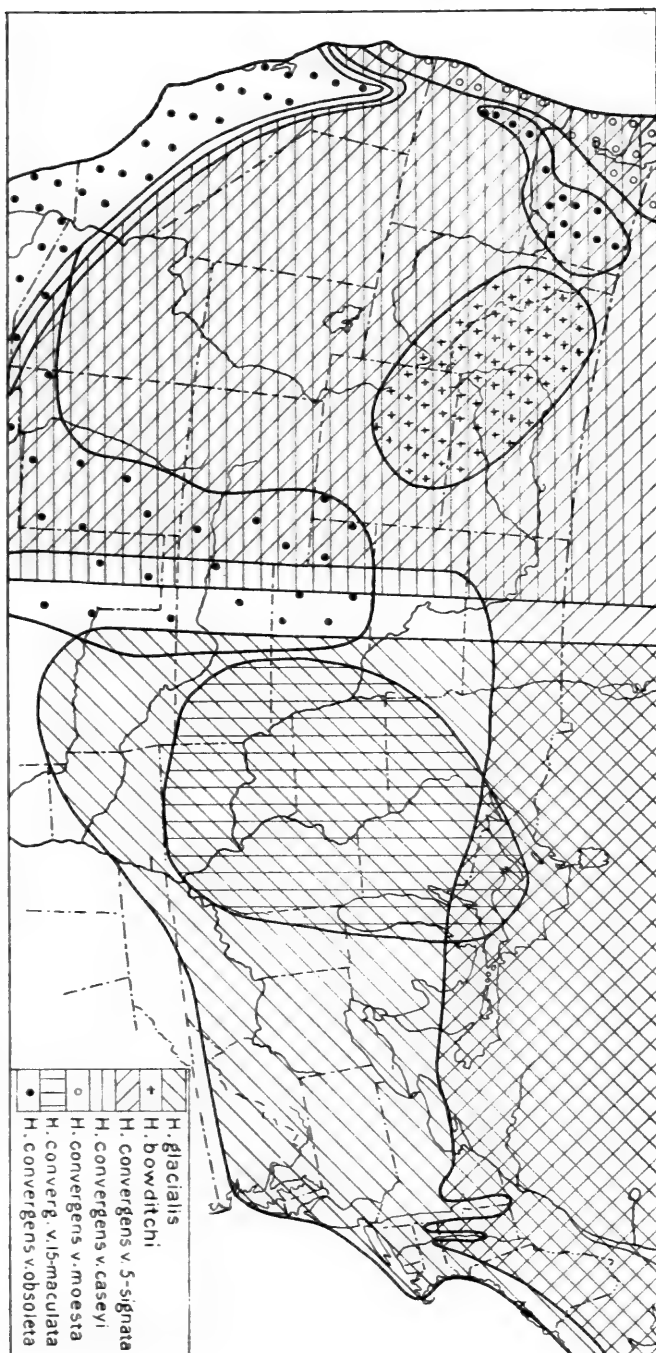 H. glacialis
H. bowditchi
H. convergens v. 5-signata
H. convergens v. caseyi
H. convergens v. moesta
H. converg. v. 15-maculata
H. convergens v. obsoleta